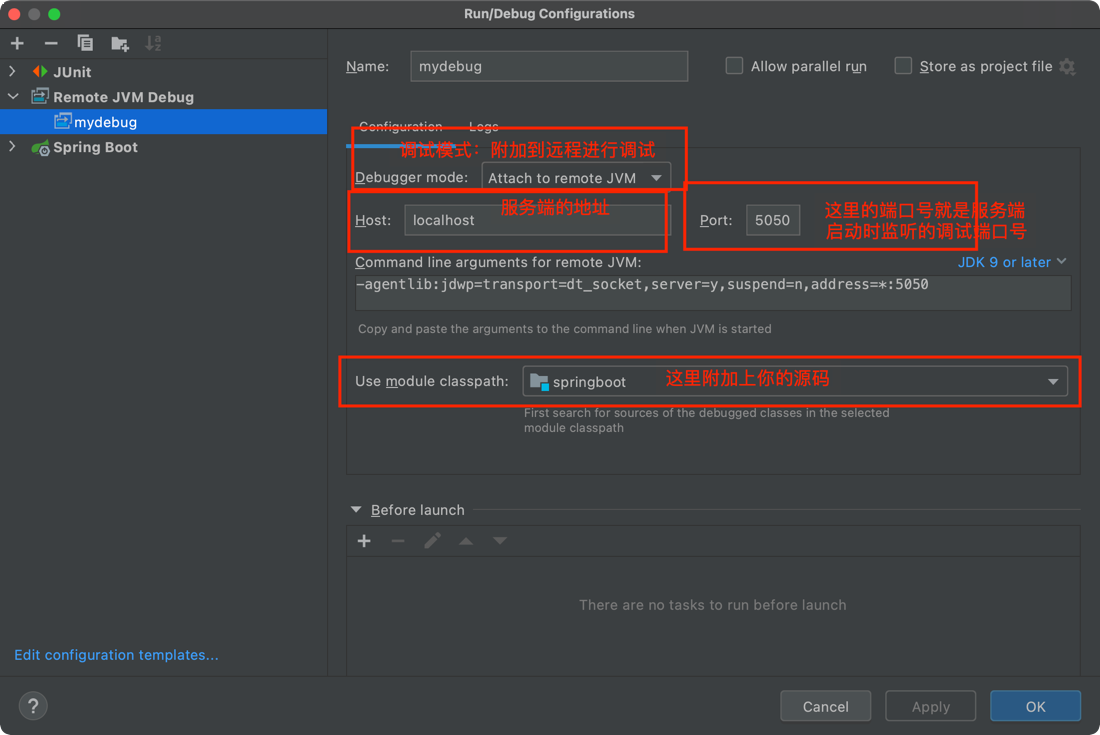 Run/Debug Configurations
JUnit
Remote JVM Debug
mydebug
Spring Boot
Name:
mydebug
Allow parallel run
Store as project file
Configuration
Logs
调试模式：附加到远程进行调试
Debugger mode:
Attach to remote JVM
服务端的地址
Host:
localhost
Port:
5050
这里的端口号就是服务端
启动时监听的调试端口号
Command line arguments for remote JVM:
JDK 9 or later
-agentlib:jdwp=transport=dt_socket,server=y,suspend=n,address=*:5050
Copy and paste the arguments to the command line when JVM is started
Use module classpath:
springboot
这里附加上你的源码
First search for sources of the debugged classes in the selected
module classpath
Before launch
There are no tasks to run before launch
Edit configuration templates...
?
Cancel
Apply
OK